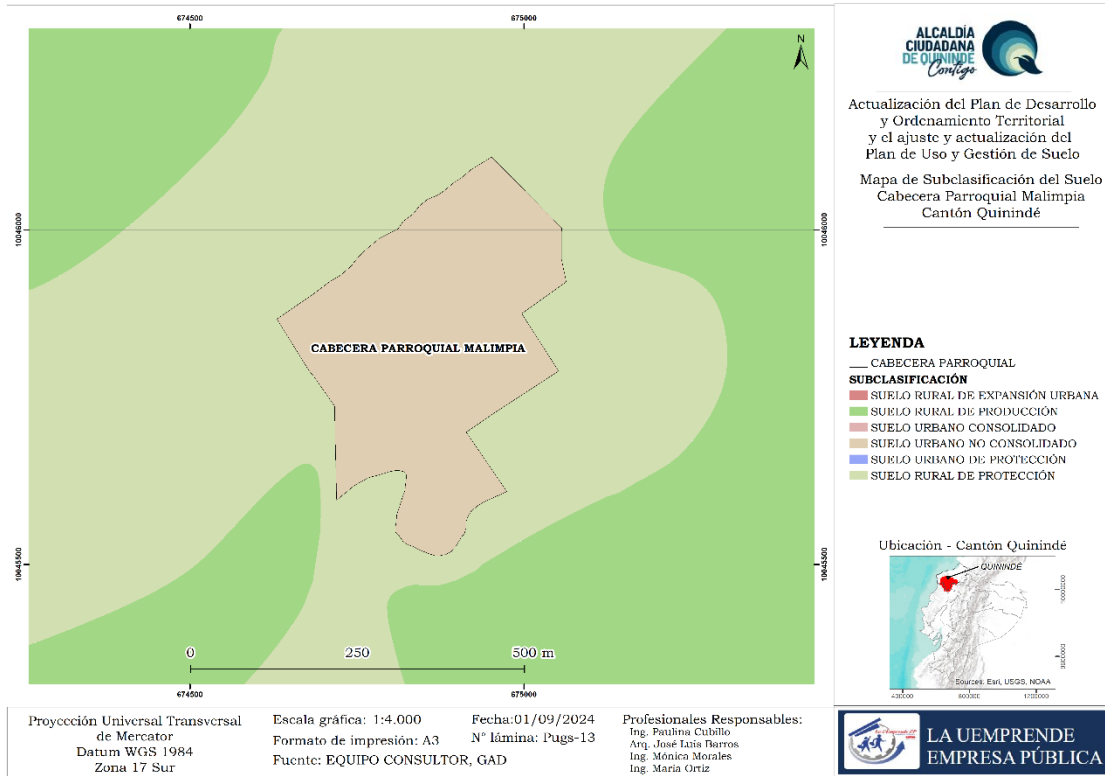 674500
675000
N
10046000
10046000
CABECERA PARROQUIAL MALIMPIA
10045500
10045500
0
250
500 m
674500
675000
ALCALDÍA
CIUDADANA
DE QUININDÉ
Contigo
Actualización del Plan de Desarrollo
y Ordenamiento Territorial
y el ajuste y actualización del
Plan de Uso y Gestión de Suelo
Mapa de Subclasificación del Suelo
Cabecera Parroquial Malimpia
Cantón Quinindé
LEYENDA
CABECERA PARROQUIAL
SUBCLASIFICACIÓN
SUELO RURAL DE EXPANSIÓN URBANA
SUELO RURAL DE PRODUCCIÓN
SUELO URBANO CONSOLIDADO
SUELO URBANO NO CONSOLIDADO
SUELO URBANO DE PROTECCIÓN
SUELO RURAL DE PROTECCIÓN
Ubicación - Cantón Quinindé
QUININDÉ
Sources: Esri, USGS, NOAA
1200000
Proyección Universal Transversal
de Mercator
Datum WGS 1984
Zona 17 Sur
Escala gráfica: 1:4.000
Formato de impresión: A3
Fuente: EQUIPO CONSULTOR, GAD
Fecha:01/09/2024
N° lámina: Pugs-13
Profesionales Responsables:
Ing. Paulina Cubillo
Arq. José Luis Barros
Ing. Mónica Morales
Ing. María Ortiz
LA UEMPRENDE
EMPRESA PÚBLICA